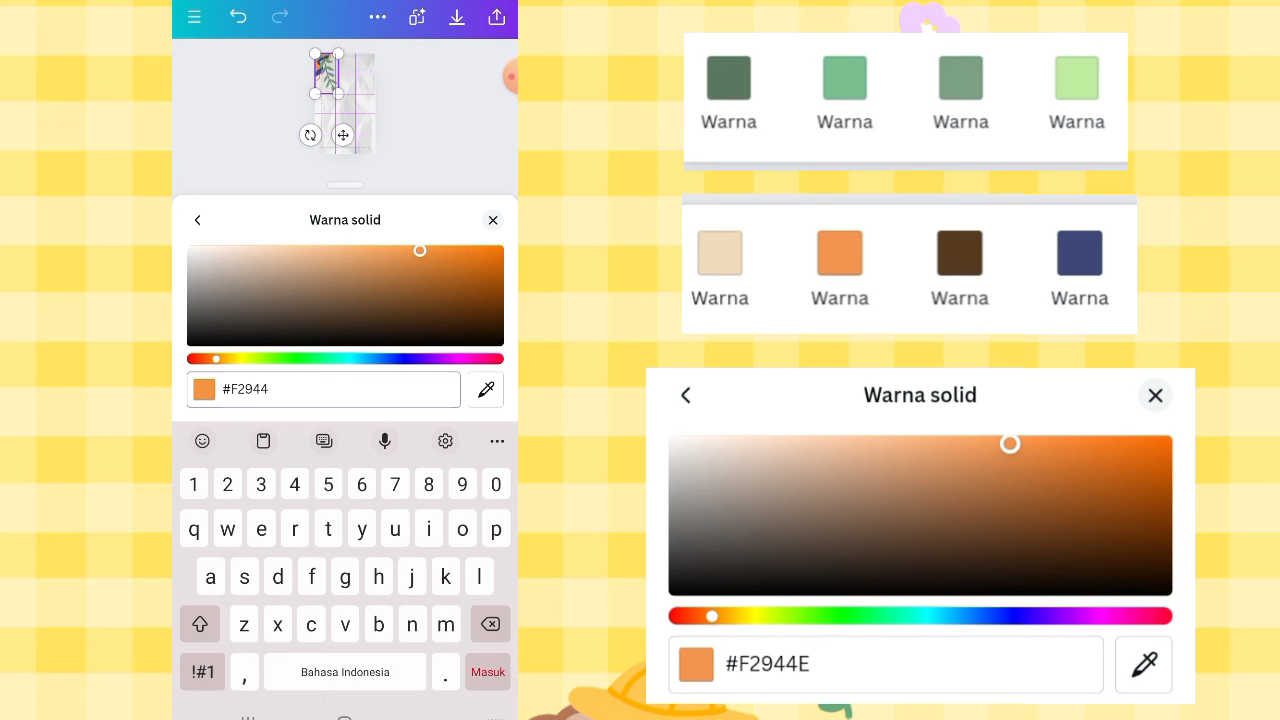 Warna solid
#F2944
1 2 3 4 5 6 7 8 9 0
q w e r t y u i o p
a s d f g h j k l
z x c v b n m
!#1 , Bahasa Indonesia . Masuk
Warna Warna Warna Warna
Warna Warna Warna Warna
Warna solid
#F2944E